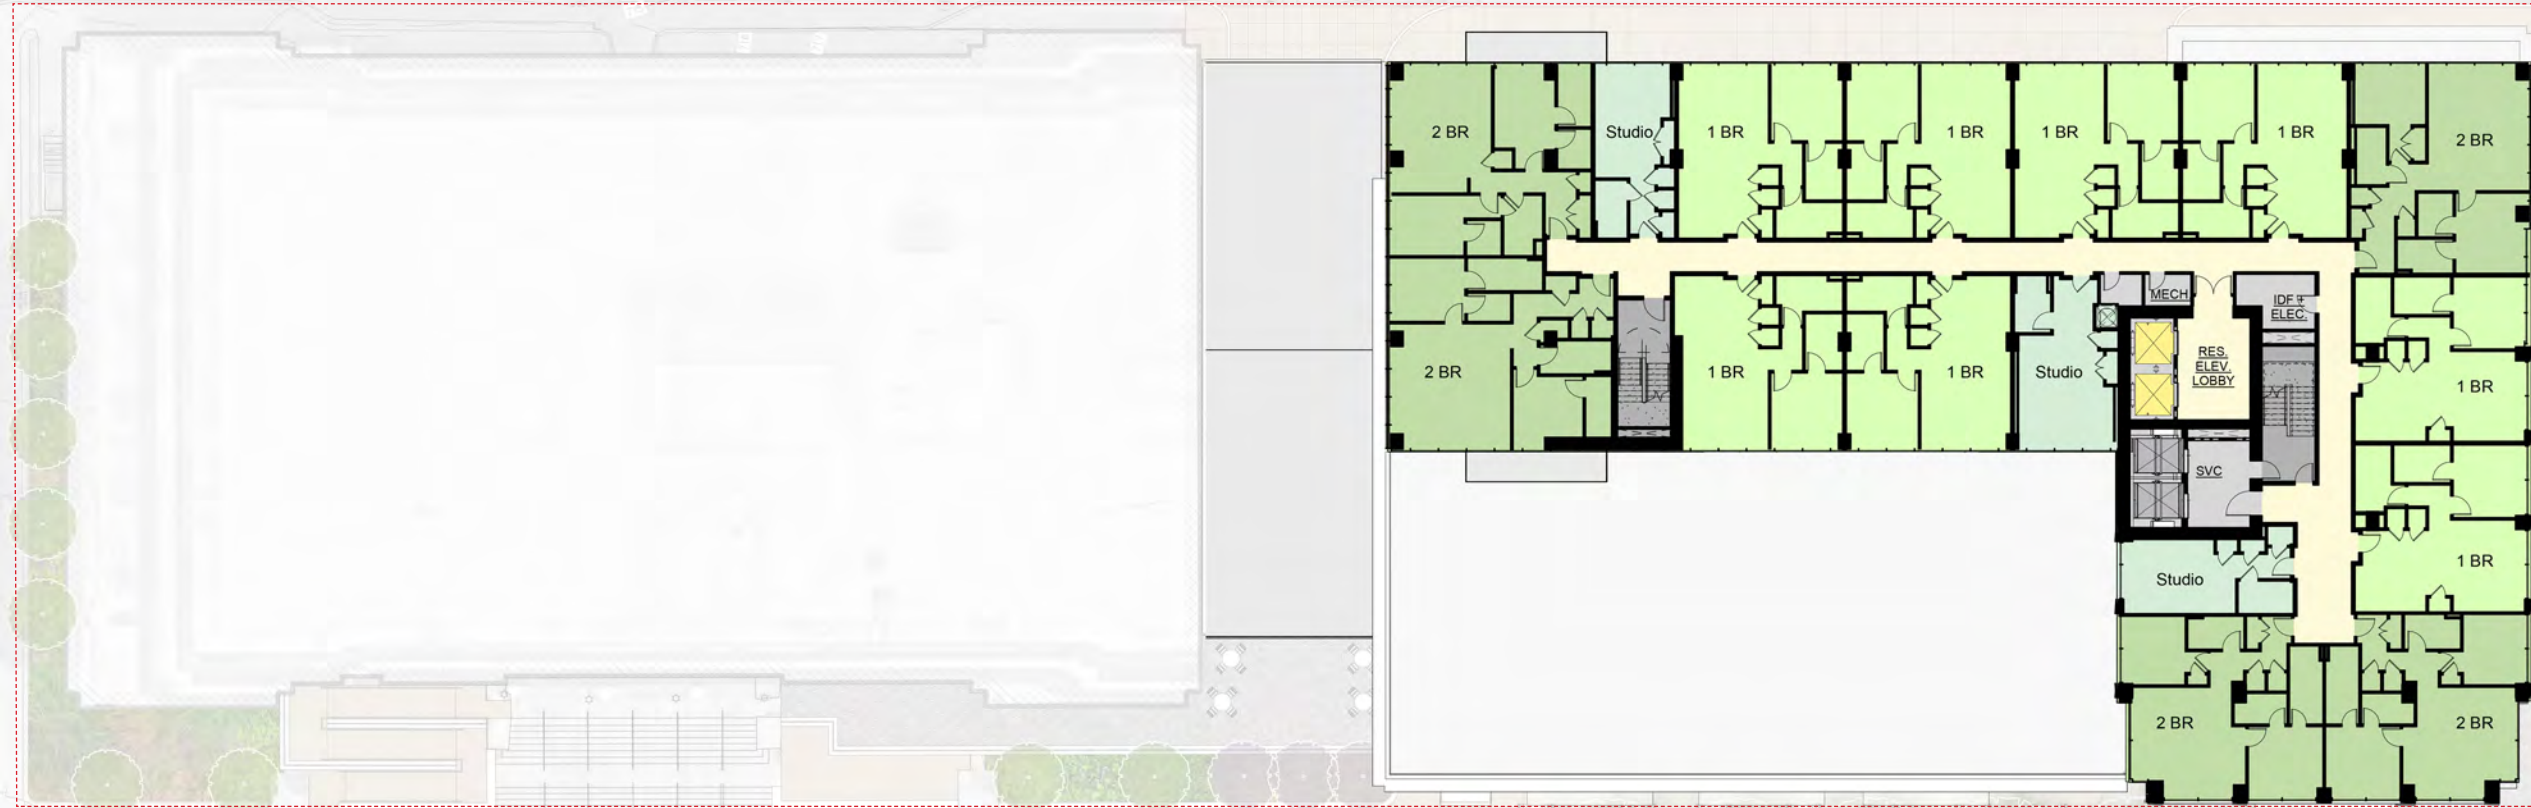 2 BR
Studio
1 BR
1 BR
1 BR
1 BR
2 BR
MECH
IDF +
ELEC.
2 BR
1 BR
1 BR
Studio
RES.
ELEV.
LOBBY
1 BR
SVC
1 BR
Studio
2 BR
2 BR